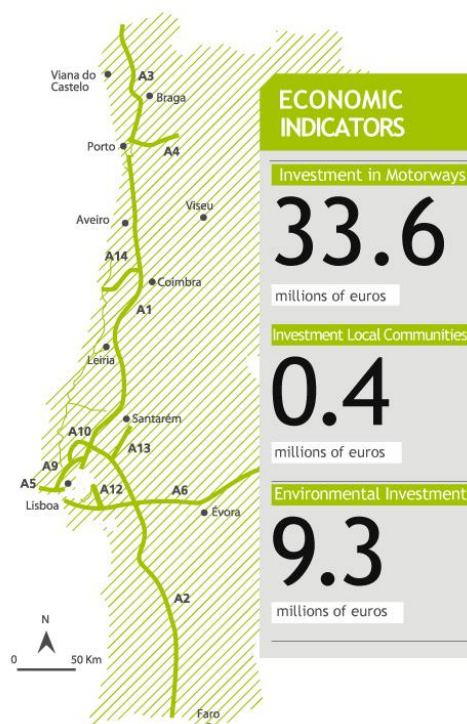 Viana do
Castelo
A3
Braga
Porto
A4
Aveiro
Viseu
A14
Coimbra
A1
Leiria
Santarém
A10
A13
A9
A5
Lisboa
A12
A6
Évora
A2
N
0 50 Km
Faro
ECONOMIC
INDICATORS
Investment in Motorways
33.6
millions of euros
Investment Local Communities
0.4
millions of euros
Environmental Investment
9.3
millions of euros